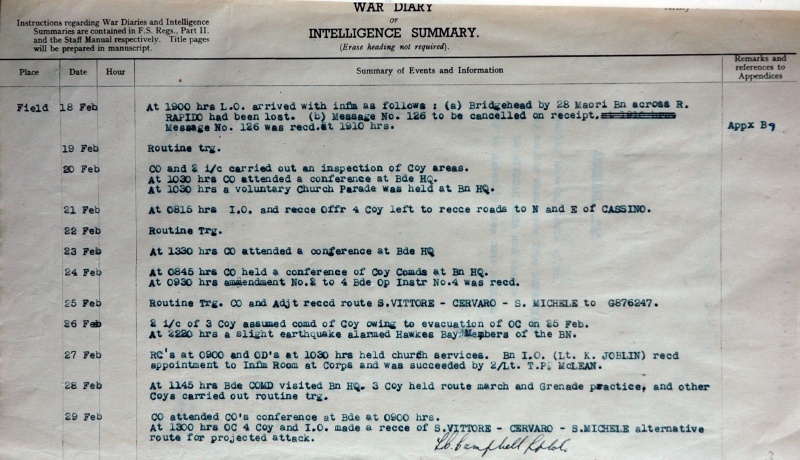 WAR DIARY
or
INTELLIGENCE SUMMARY.
(Erase heading not required).
Instructions regarding War Diaries and Intelligence
Summaries are contained in F.S. Regs., Part II.
and the Staff Manual respectively. Title pages
will be prepared in manuscript.
Place Date Hour Summary of Events and Information Remarks and
references to
Appendices
Field 18 Feb At 1900 hrs L.O. arrived with infm as follows : (a) Bridgehead by 28 Maori Bn across R.
RAPIDO had been lost. (b) Message No. 126 to be cancelled on receipt. at 1910 hrs
Message No. 126 was recd.at 1910 hrs. Appx B9
19 Feb Routine trg.
20 Feb CO and 2 i/c carried out an inspection of Coy areas.
At 1030 hrs CO attended a conference at Bde HQ.
At 1030 hrs a voluntary Church Parade was held at Bn HQ.
21 Feb At 0815 hrs I.O. and recce Offr 4 Coy left to recce roads to N and E of CASSINO.
22 Feb Routine Trg.
23 Feb At 1330 hrs CO attended a conference at Bde HQ
24 Feb At 0845 hrs CO held a conference of Coy Comds at Bn HQ.
At 0930 hrs amendment No.2 to 4 Bde Op Instr No.4 was recd.
25 Feb Routine Trg. CO and Adjt reccd route S.VITTORE - CERVARO - S. MICHELE to G876247.
26 Feb 2 i/c of 3 Coy assumed comd of Coy owing to evacuation of OC on 25 Feb.
At 2220 hrs a slight earthquake alarmed Hawkes Bay Members of the BN.
27 Feb RC's at 0900 and OD's at 1030 hrs held church services. Bn I.O. (Lt. K. JOBLIN) recd
appointment to Infm Room at Corps and was succeeded by 2/Lt. T.P. McLEAN.
28 Feb At 1145 hrs Bde COMD visited Bn HQ. 3 Coy held route march and Grenade practice, and other
Coys carried out routine trg.
29 Feb CO attended CO's conference at Bde at 0900 hrs.
At 1300 hrs OC 4 Coy and I.O. made a recce of S.VITTORE - CERVARO - S.MICHELE alternative
route for projected attack.
Campbell